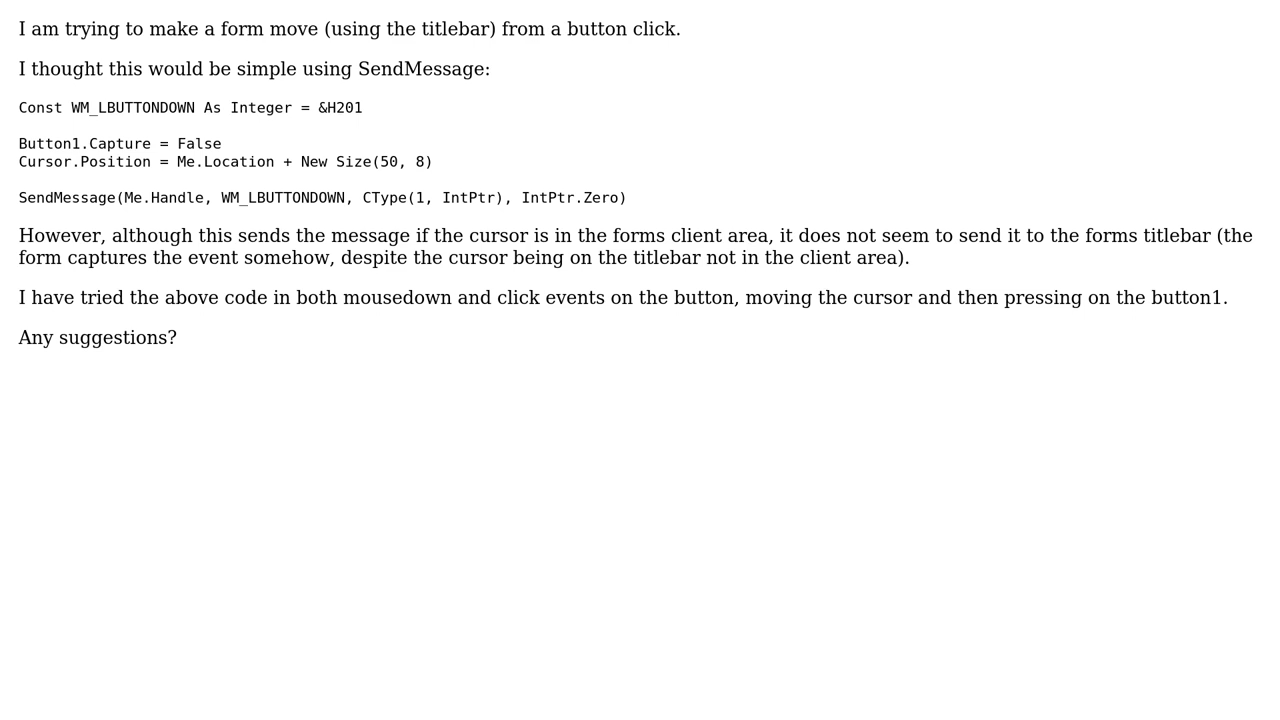 I am trying to make a form move (using the titlebar) from a button click.
I thought this would be simple using SendMessage:
Const WM_LBUTTONDOWN As Integer = &H201
Button1.Capture = False
Cursor.Position = Me.Location + New Size(50, 8)
SendMessage(Me.Handle, WM_LBUTTONDOWN, CType(1, IntPtr), IntPtr.Zero)
However, although this sends the message if the cursor is in the forms client area, it does not seem to send it to the forms titlebar (the
form captures the event somehow, despite the cursor being on the titlebar not in the client area).
I have tried the above code in both mousedown and click events on the button, moving the cursor and then pressing on the button1.
Any suggestions?